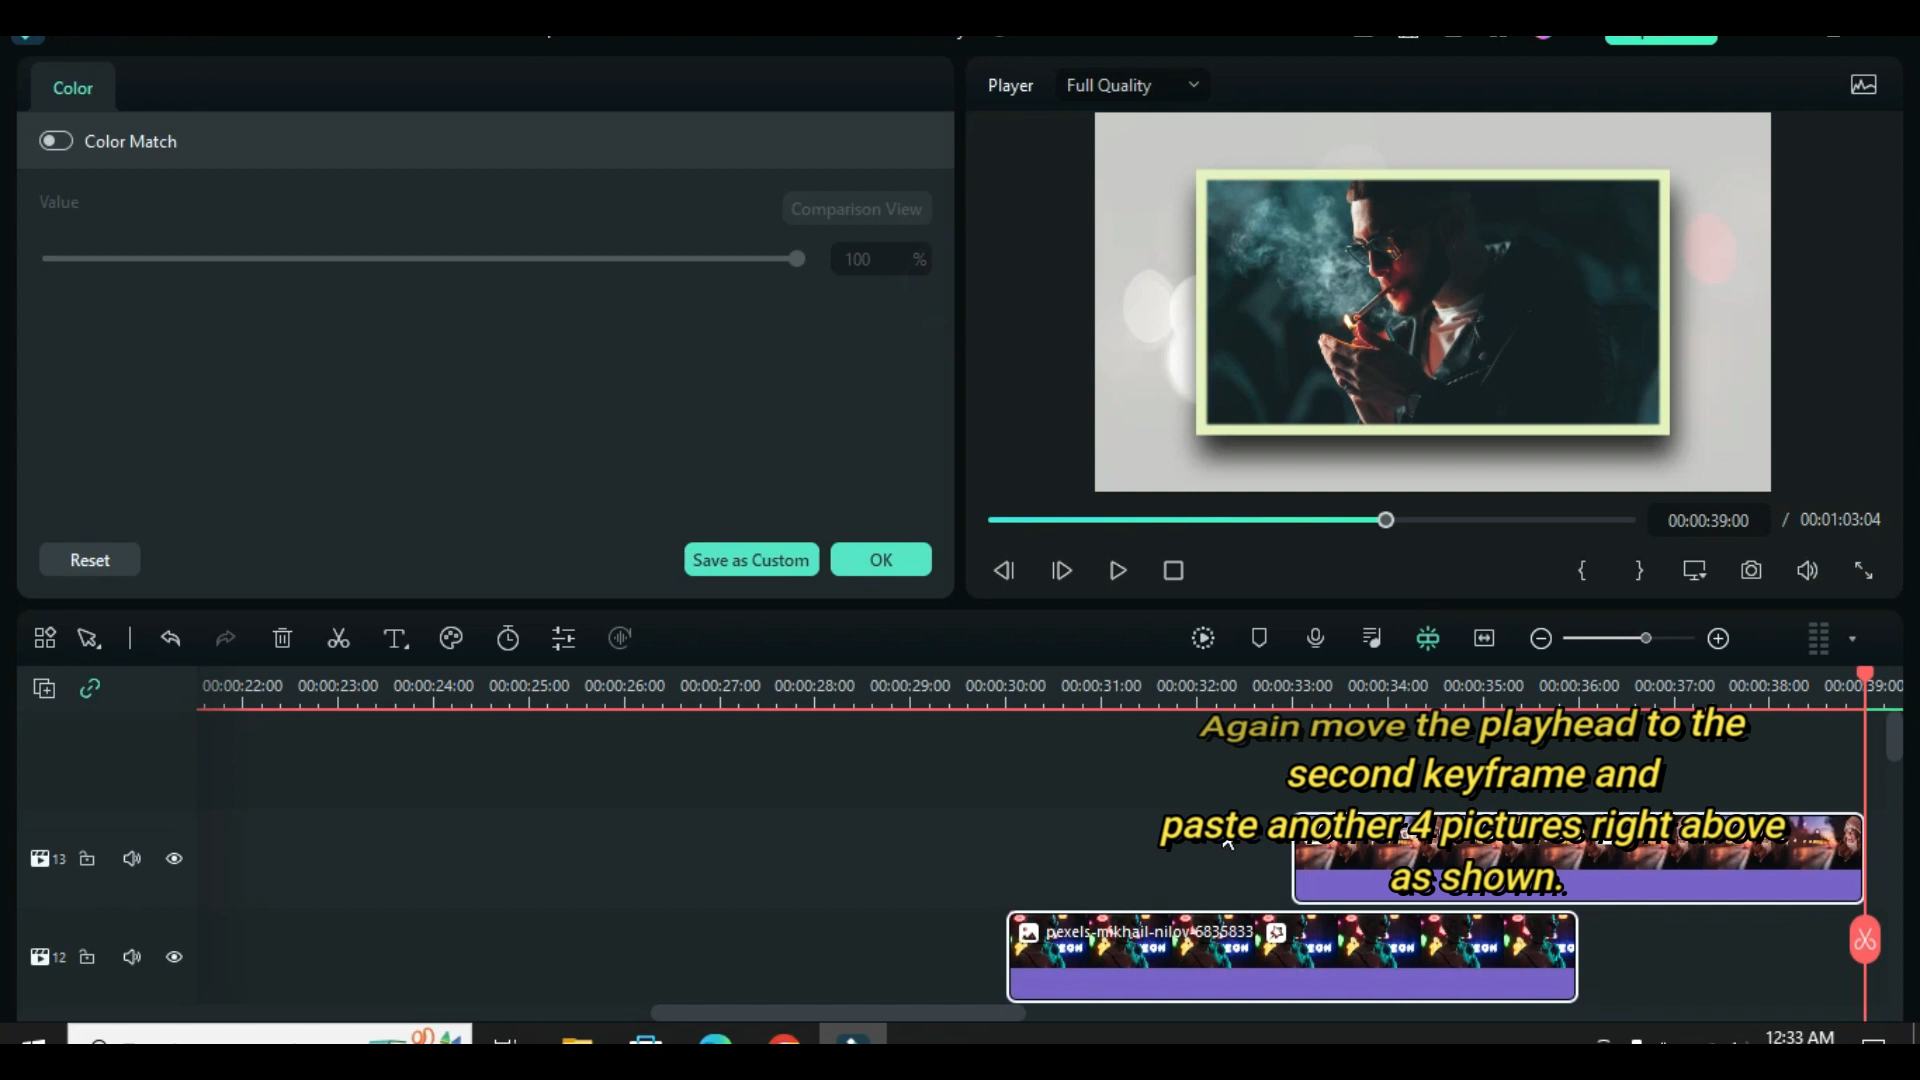 Color
Player
Full Quality
Color Match
Value
Comparison View
100 %
Reset
Save as Custom
OK
00:00:39:00 / 00:01:03:04
00:00:22:00 00:00:23:00 00:00:24:00 00:00:25:00 00:00:26:00 00:00:27:00 00:00:28:00 00:00:29:00 00:00:30:00 00:00:31:00 00:00:32:00 00:00:33:00 00:00:34:00 00:00:35:00 00:00:36:00 00:00:37:00 00:00:38:00 00:00:39:00
Again move the playhead to the
second keyframe and
paste another 4 pictures right above
as shown.
13
pexels-mikhail-nilov-6835833
12
12:33 AM